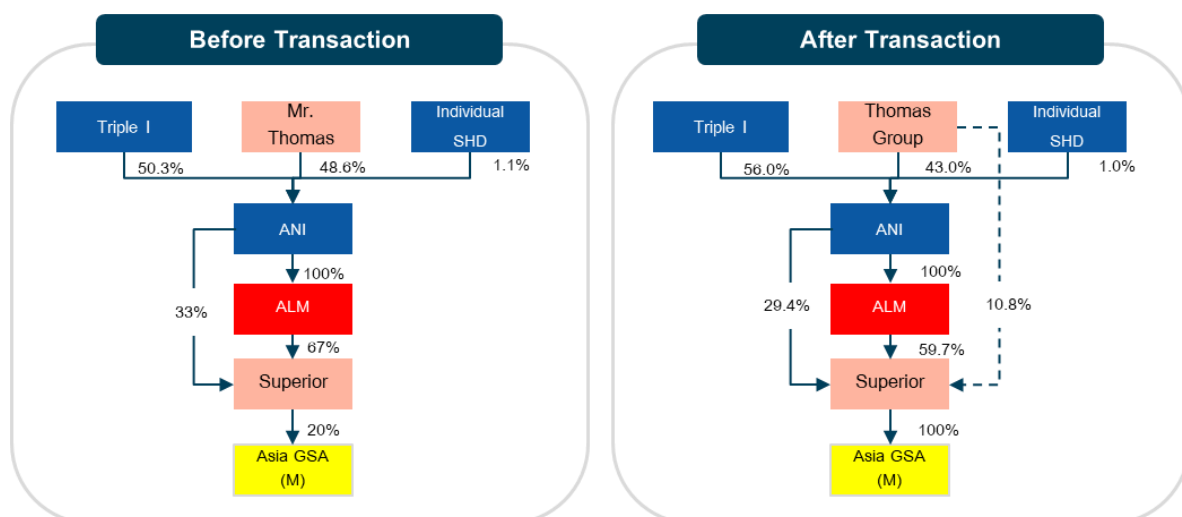 Before Transaction
Mr.
Thomas
Triple I
Individual
SHD
50.3%
48.6%
1.1%
ANI
100%
33%
ALM
67%
Superior
20%
Asia GSA
(M)
After Transaction
Thomas
Group
Triple I
Individual
SHD
56.0%
43.0%
1.0%
ANI
100%
29.4%
ALM
10.8%
59.7%
Superior
100%
Asia GSA
(M)